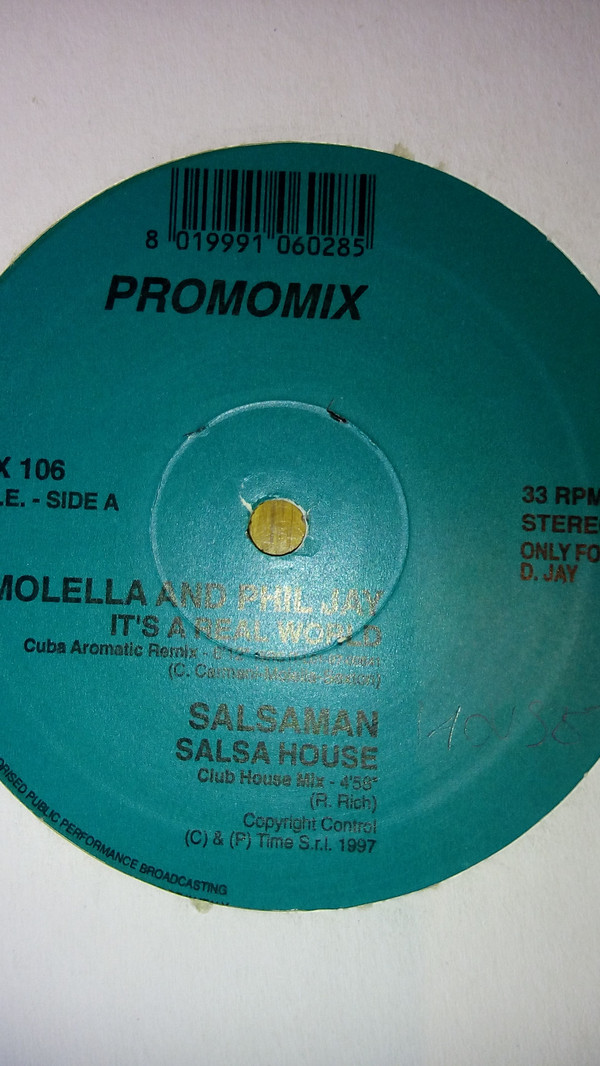 8 019991 060285
PROMOMIX
X 106
.E. - SIDE A
33 RPM
STEREO
ONLY FO
D. JAY
MOLELLA AND PHIL JAY
IT'S A REAL WORLD
Cuba Aromatic Remix -
(C.
SALSAMAN
SALSA HOUSE
Club House Mix - 4'58"
(R. Rich)
Copyright Control
(C) & (P) Time S.r.l. 1997
ORISED PUBLIC PERFORMANCE BROADCASTING